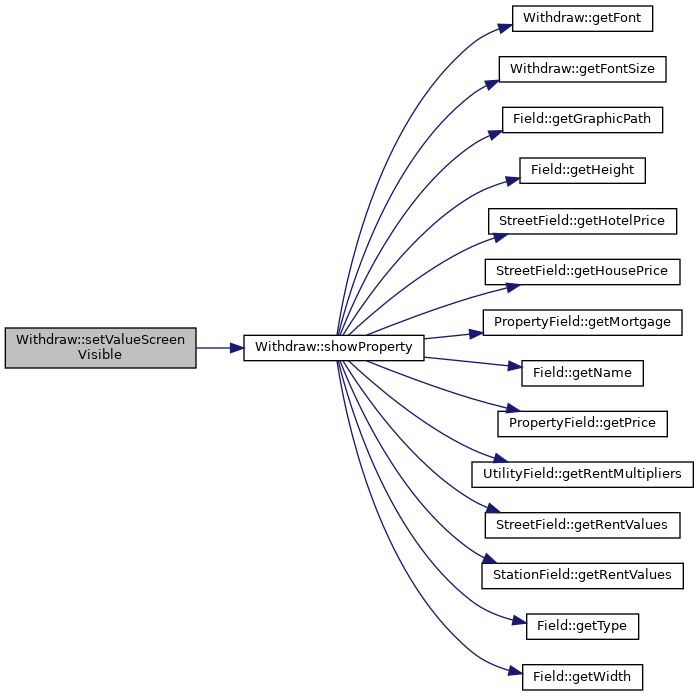 Withdraw::getFont
Withdraw::getFontSize
Field::getGraphicPath
Field::getHeight
StreetField::getHotelPrice
StreetField::getHousePrice
PropertyField::getMortgage
Withdraw::setValueScreen
Visible
Withdraw::showProperty
Field::getName
PropertyField::getPrice
UtilityField::getRentMultipliers
StreetField::getRentValues
StationField::getRentValues
Field::getType
Field::getWidth